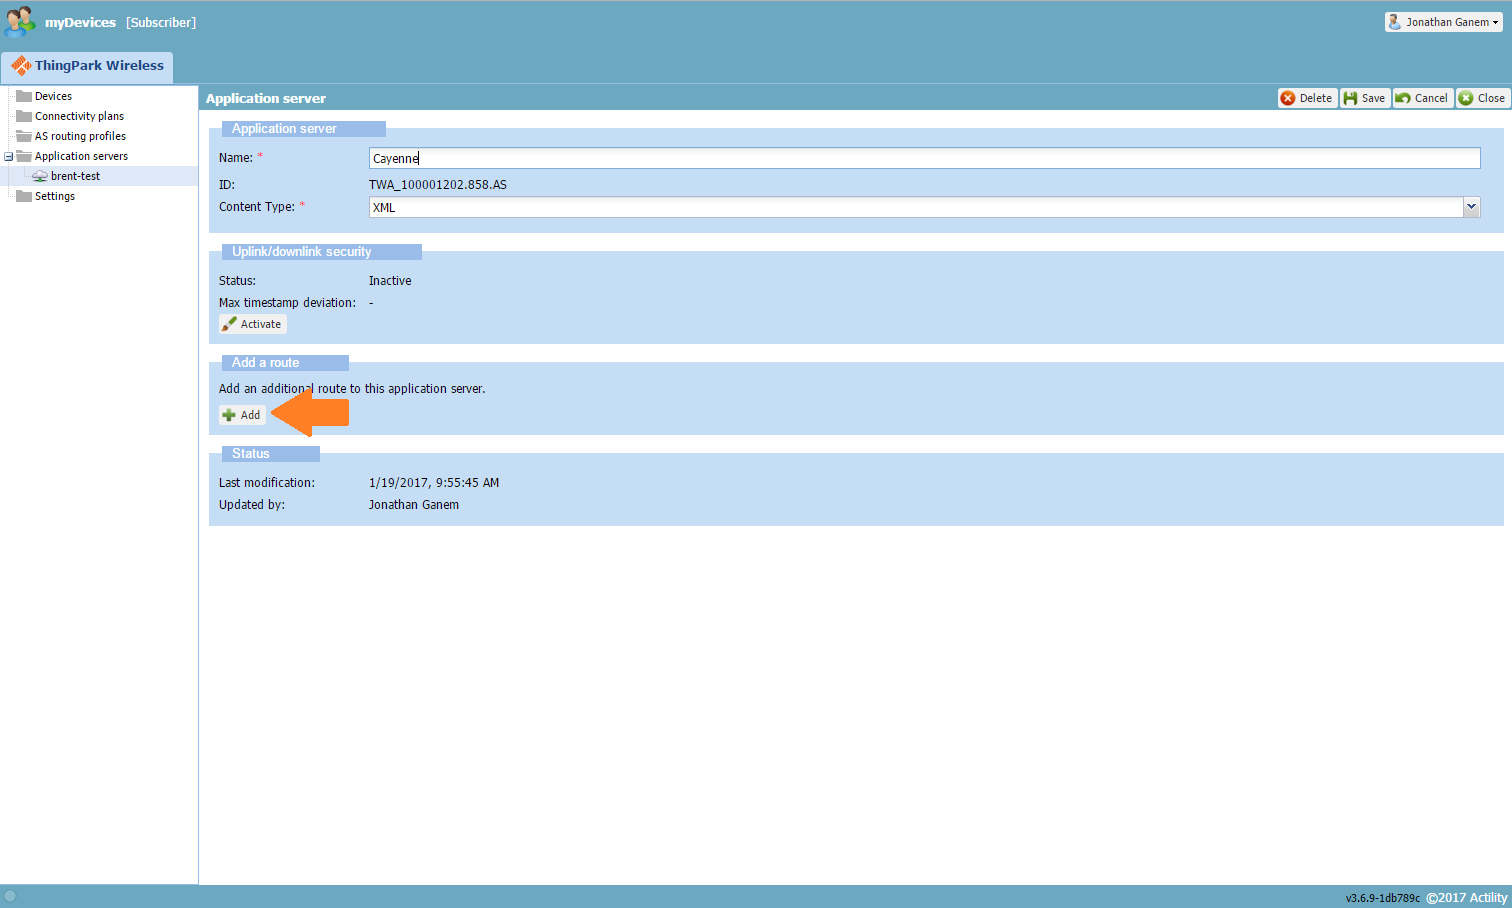 myDevices [Subscriber]
Jonathan Ganem
ThingPark Wireless
Devices
Connectivity plans
AS routing profiles
Application servers
brent-test
Settings
Application server
Delete Save Cancel Close
Application server
Name: * Cayenne
ID: TWA_100001202.858.AS
Content Type: * XML
Uplink/downlink security
Status: Inactive
Max timestamp deviation: -
Activate
Add a route
Add an additional route to this application server.
Add
Status
Last modification: 1/19/2017, 9:55:45 AM
Updated by: Jonathan Ganem
v3.6.9-1db789c ©2017 Actility